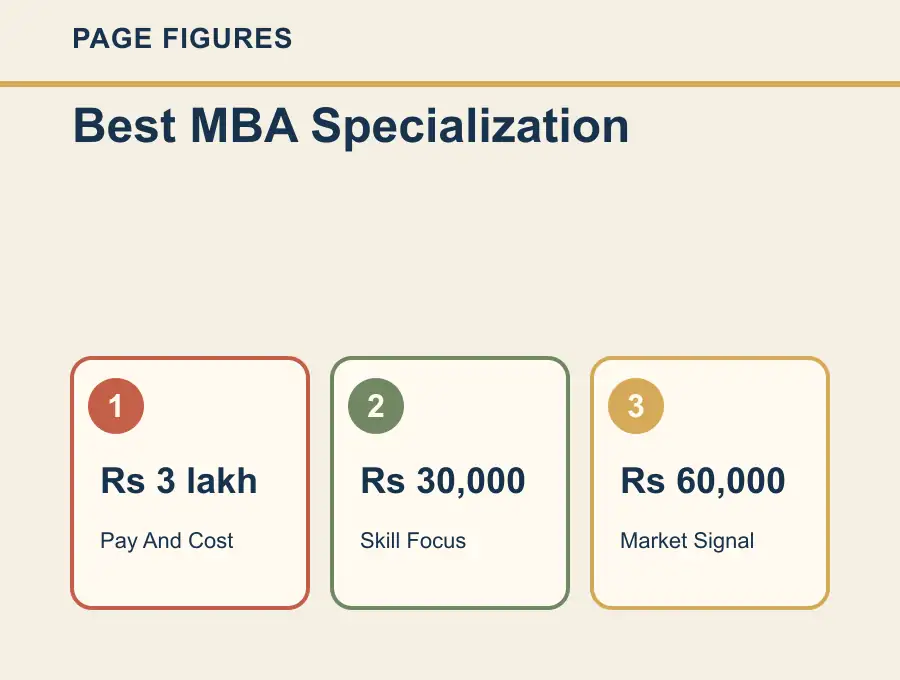 PAGE FIGURES
Best MBA Specialization
1
Rs 3 lakh
Pay And Cost
2
Rs 30,000
Skill Focus
3
Rs 60,000
Market Signal